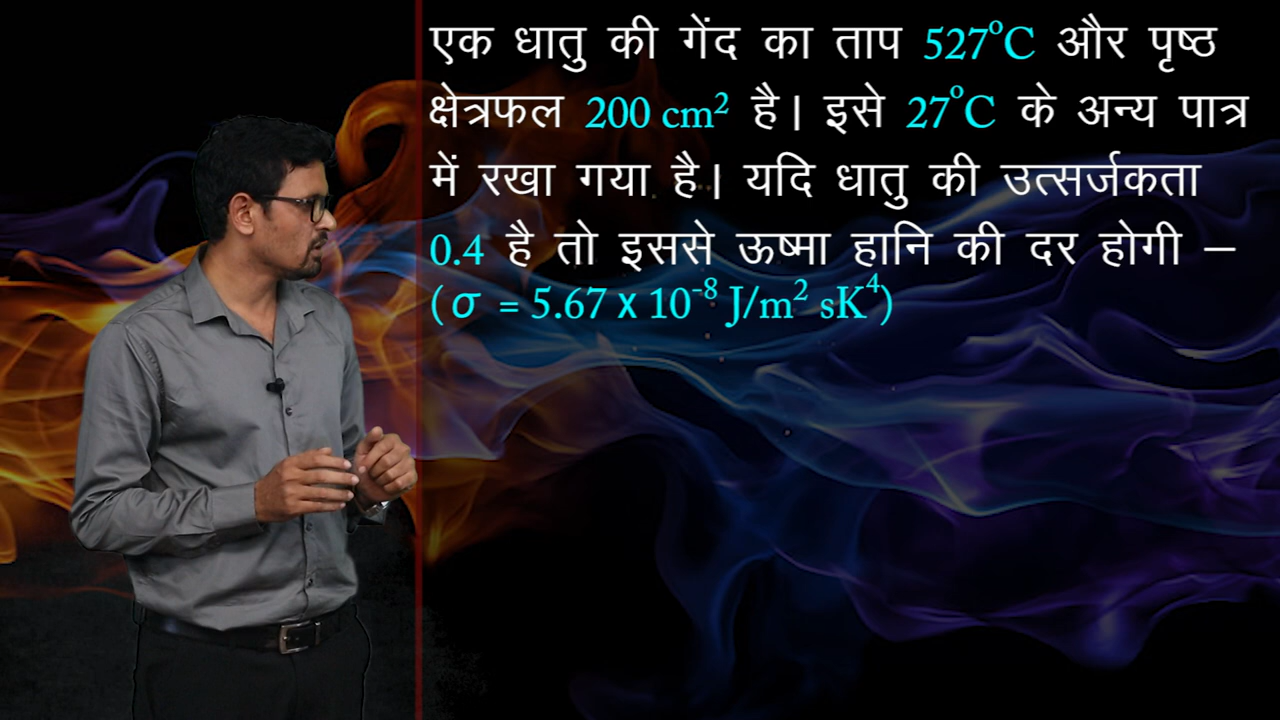 एक धातु की गेंद का ताप 527°C और पृष्ठ
क्षेत्रफल 200 cm² है। इसे 27°C के अन्य पात्र
में रखा गया है। यदि धातु की उत्सर्जकता
0.4 है तो इससे ऊष्मा हानि की दर होगी –
(σ = 5.67 x 10⁻⁸ J/m² sK⁴)